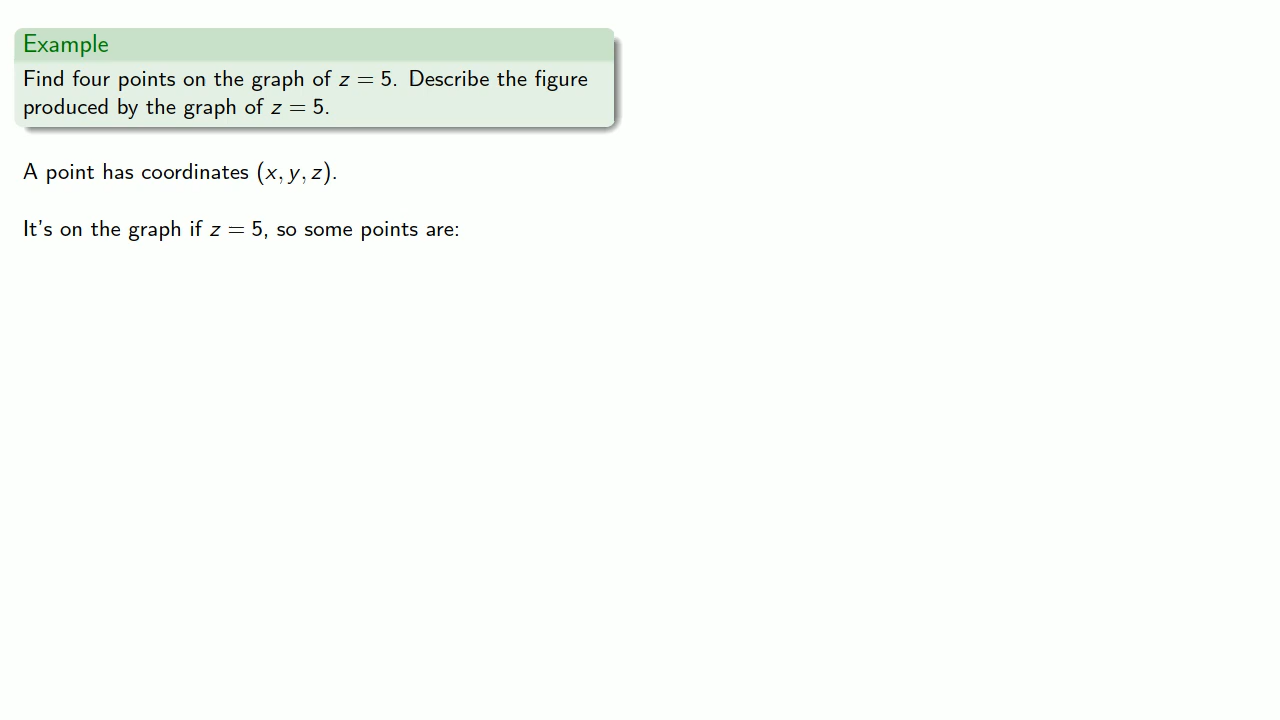 Example
Find four points on the graph of z = 5. Describe the figure
produced by the graph of z = 5.
A point has coordinates (x, y, z).
It's on the graph if z = 5, so some points are: